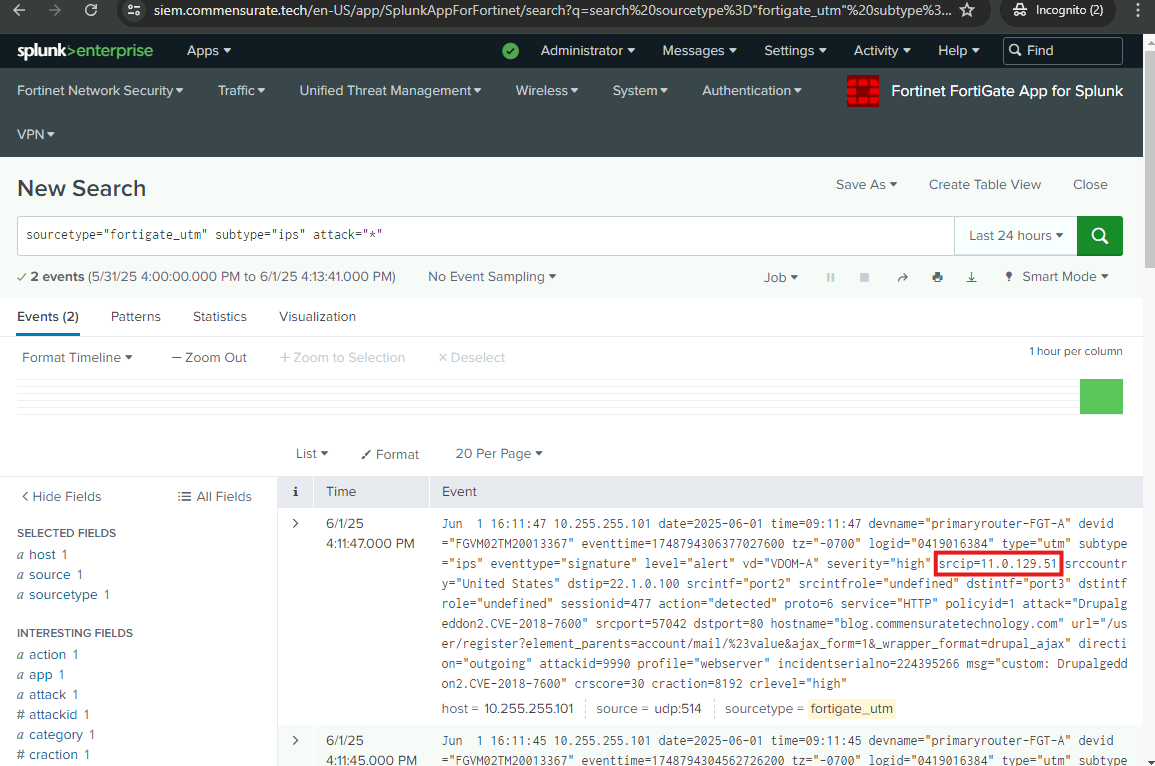 siem.commensurate.tech/en-US/app/SplunkAppForFortinet/search?q=search%20sourcetype%3D"fortigate_utm"%20subtype%3... Incognito (2)
splunk>enterprise Apps Administrator Messages Settings Activity Help Find
Fortinet Network Security Traffic Unified Threat Management Wireless System Authentication Fortinet FortiGate App for Splunk
VPN
New Search
Save As Create Table View Close
sourcetype="fortigate_utm" subtype="ips" attack="*"
Last 24 hours
2 events (5/31/25 4:00:00.000 PM to 6/1/25 4:13:41.000 PM) No Event Sampling Job Smart Mode
Events (2) Patterns Statistics Visualization
Format Timeline — Zoom Out + Zoom to Selection × Deselect 1 hour per column
List Format 20 Per Page
< Hide Fields All Fields
i Time Event
SELECTED FIELDS
a host 1
a source 1
a sourcetype 1
INTERESTING FIELDS
a action 1
a app 1
a attack 1
# attackid 1
a category 1
# craction 1
> 6/1/25
4:11:47.000 PM
Jun 1 16:11:47 10.255.255.101 date=2025-06-01 time=09:11:47 devname="primaryrouter-FGT-A" devid
="FGVM02TM20013367" eventtime=1748794306377027600 tz="-0700" logid="0419016384" type="utm" subtype
="ips" eventtype="signature" level="alert" vd="VDOM-A" severity="high" srcip=11.0.129.51 srccountr
y="United States" dstip=22.1.0.100 srcintf="port2" srcintfrole="undefined" dstintf="port3" dstintf
role="undefined" sessionid=477 action="detected" proto=6 service="HTTP" policyid=1 attack="Drupalg
eddon2.CVE-2018-7600" srcport=57042 dstport=80 hostname="blog.commensuratetechnology.com" url="/us
er/register?element_parents=account/mail/%23value&ajax_form=1&_wrapper_format=drupal_ajax" directi
on="outgoing" attackid=9990 profile="webserver" incidentserialno=224395266 msg="custom: Drupalgedd
on2.CVE-2018-7600" crscore=30 craction=8192 crlevel="high"
host = 10.255.255.101 source = udp:514 sourcetype = fortigate_utm
> 6/1/25
4:11:45.000 PM
Jun 1 16:11:45 10.255.255.101 date=2025-06-01 time=09:11:45 devname="primaryrouter-FGT-A" devid
="FGVM02TM20013367" eventtime=1748794304562726200 tz="-0700" logid="0419016384" type="utm" subtype